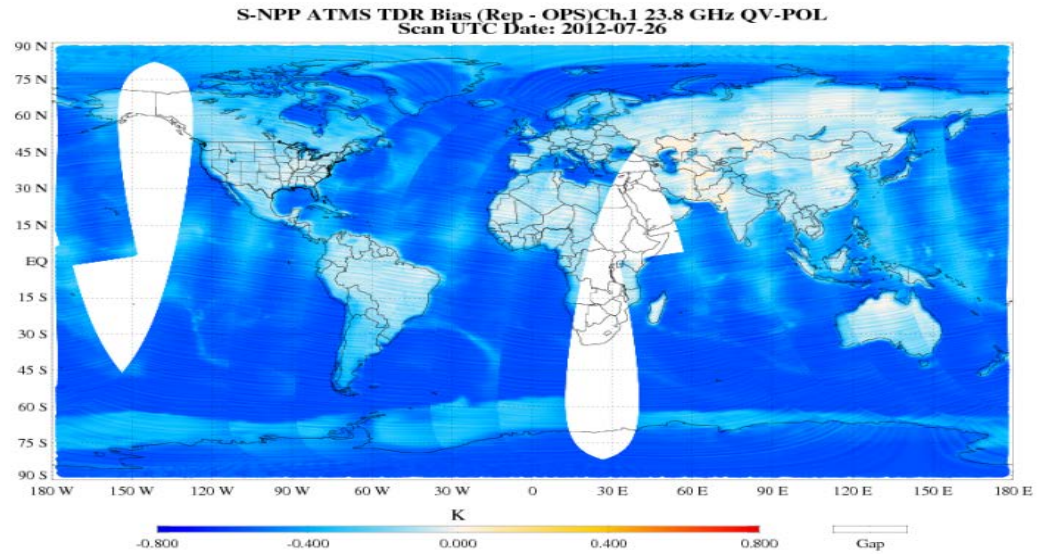 S-NPP ATMS TDR Bias (Rep - OPS)Ch.1 23.8 GHz QV-POL
Scan UTC Date: 2012-07-26
90 N
75 N
60 N
45 N
30 N
15 N
EQ
15 S
30 S
45 S
60 S
75 S
90 S
180 W 150 W 120 W 90 W 60 W 30 W 0 30 E 60 E 90 E 120 E 150 E 180 E
K
-0.800 -0.400 0.000 0.400 0.800 Gap